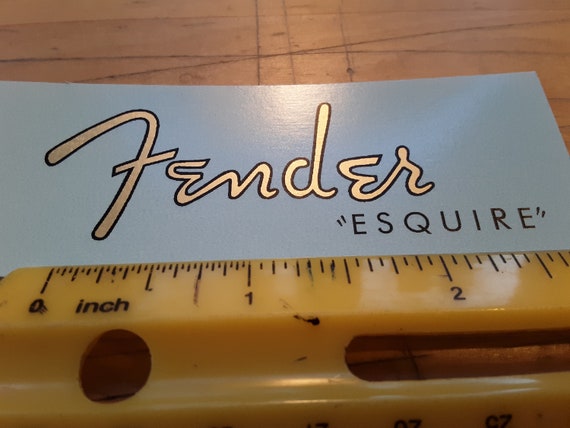 Fender
"ESQUIRE"
0 inch 1 2